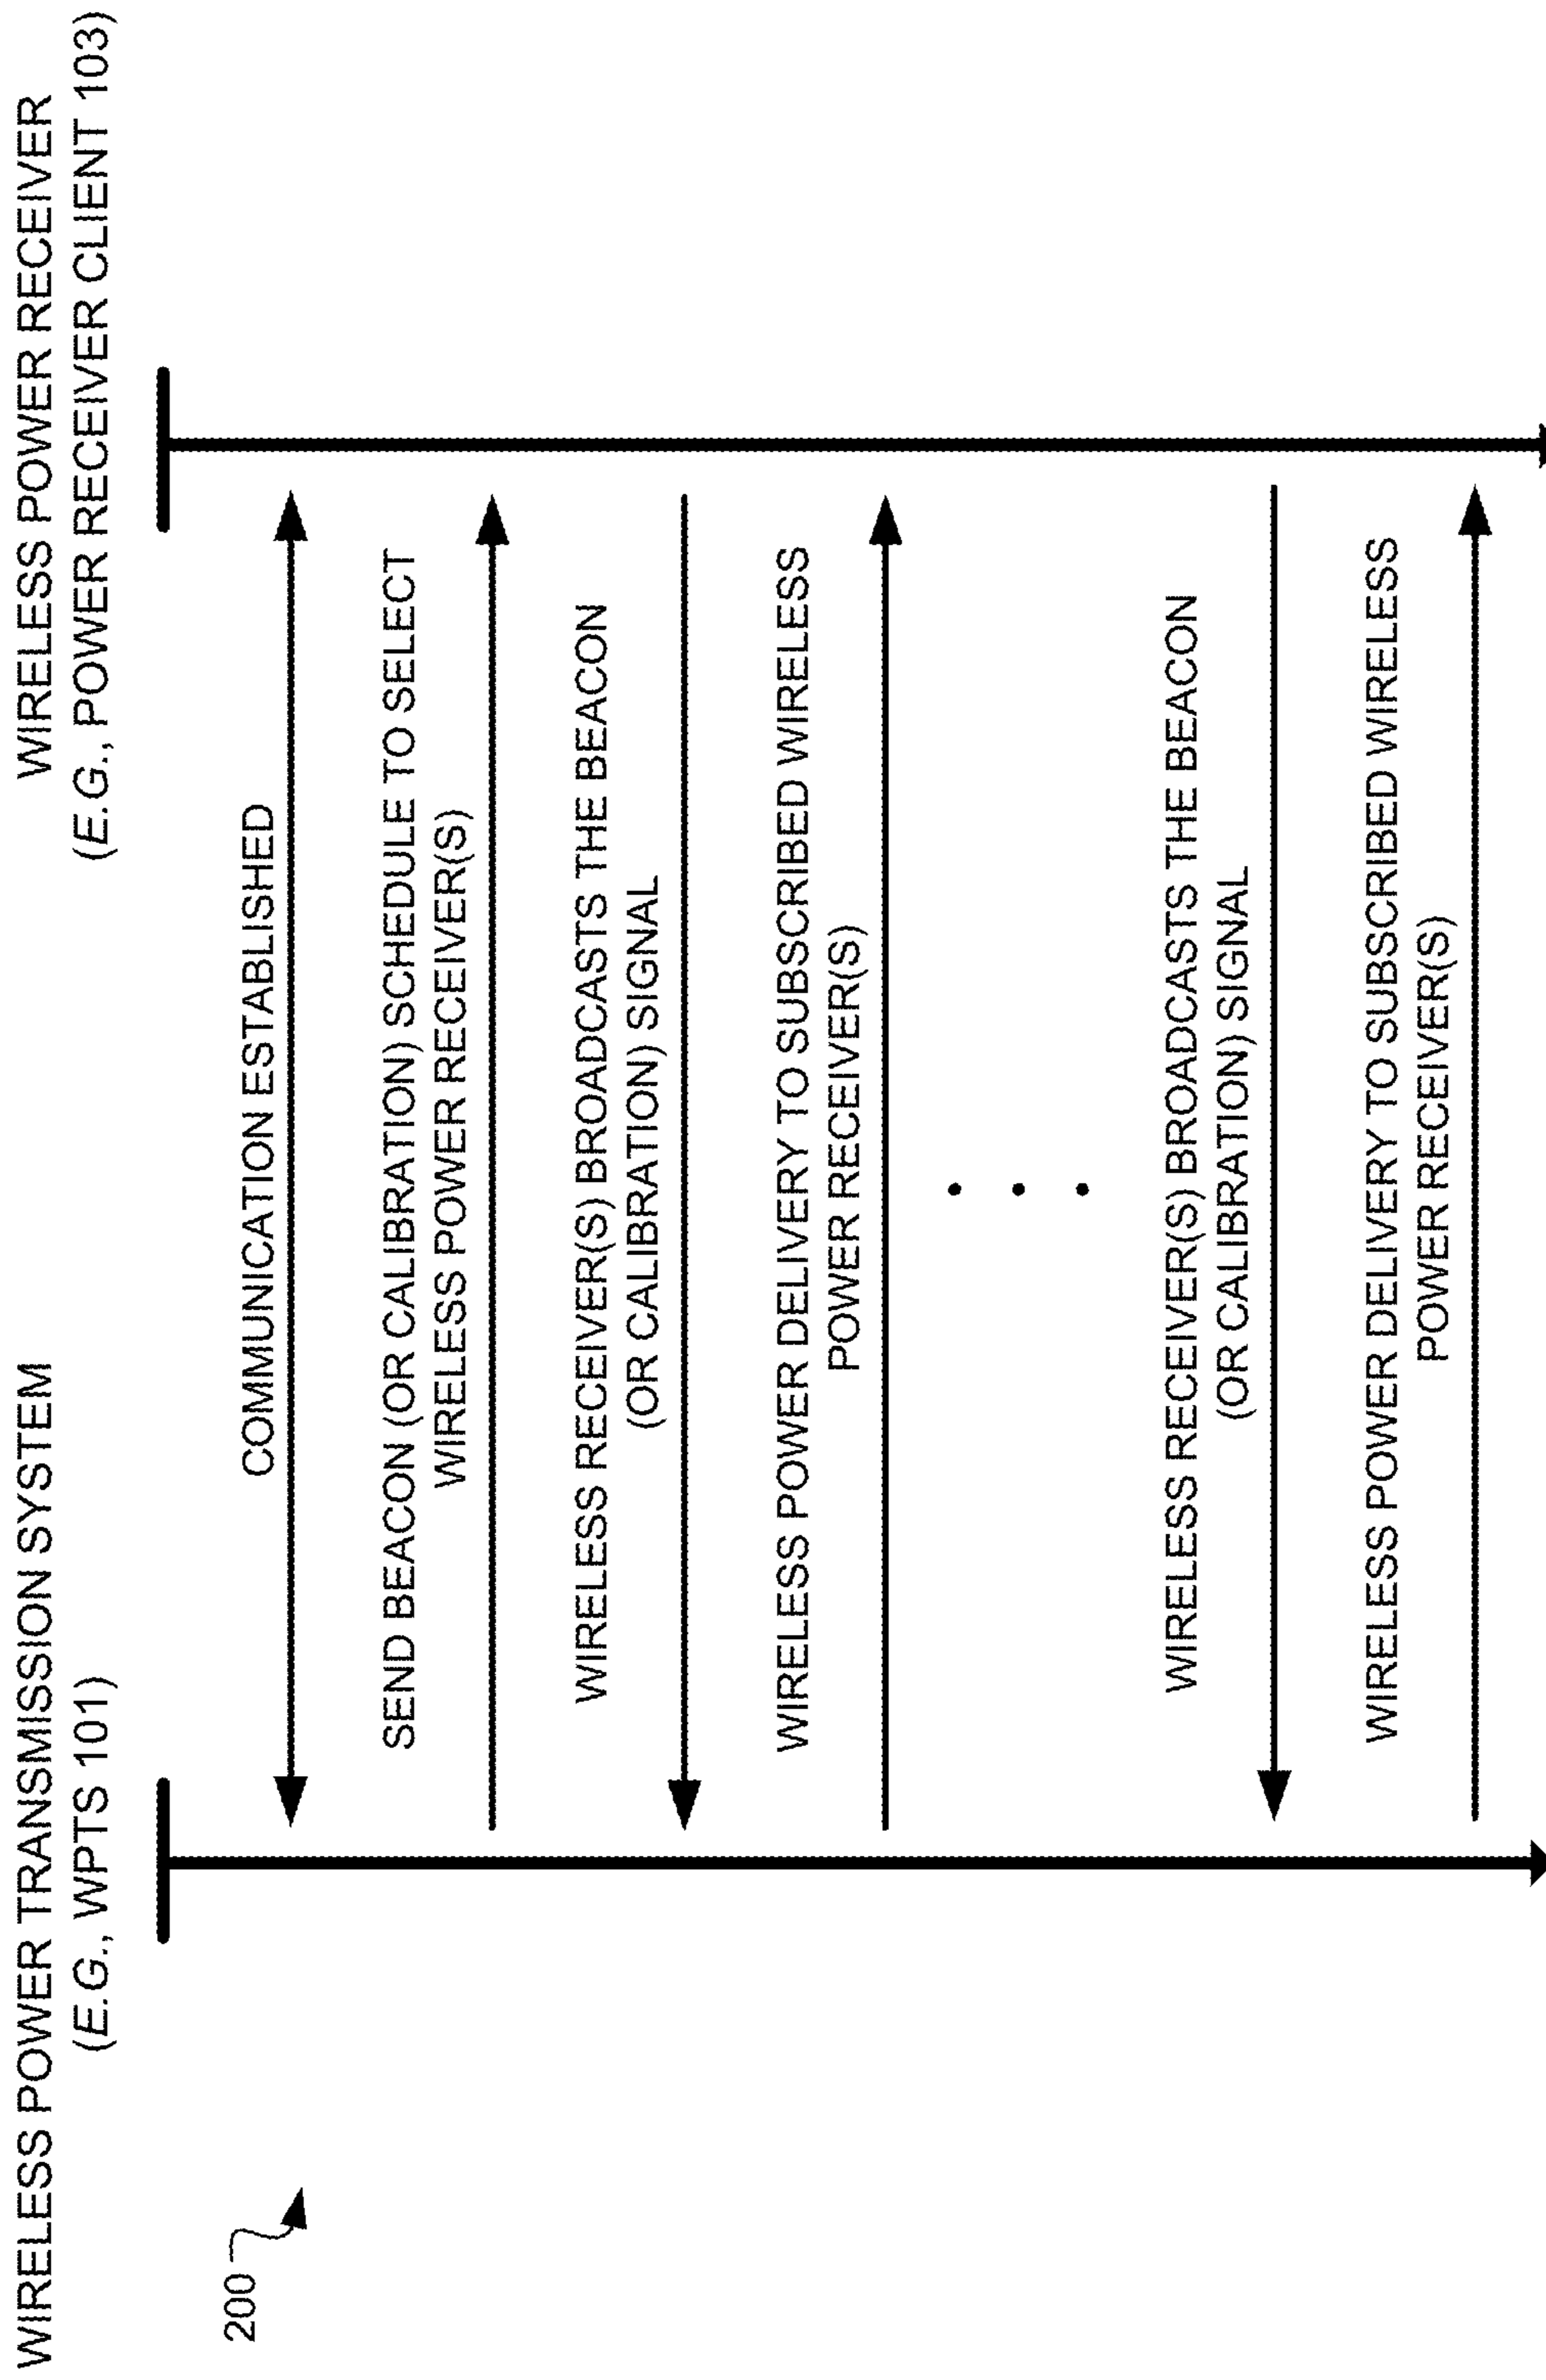 WIRELESS POWER TRANSMISSION SYSTEM
(E.G., WPTS 101)
WIRELESS POWER RECEIVER
(E.G., POWER RECEIVER CLIENT 103)
200
COMMUNICATION ESTABLISHED
SEND BEACON (OR CALIBRATION) SCHEDULE TO SELECT
WIRELESS POWER RECEIVER(S)
WIRELESS RECEIVER(S) BROADCASTS THE BEACON
(OR CALIBRATION) SIGNAL
WIRELESS POWER DELIVERY TO SUBSCRIBED WIRELESS
POWER RECEIVER(S)
WIRELESS RECEIVER(S) BROADCASTS THE BEACON
(OR CALIBRATION) SIGNAL
WIRELESS POWER DELIVERY TO SUBSCRIBED WIRELESS
POWER RECEIVER(S)